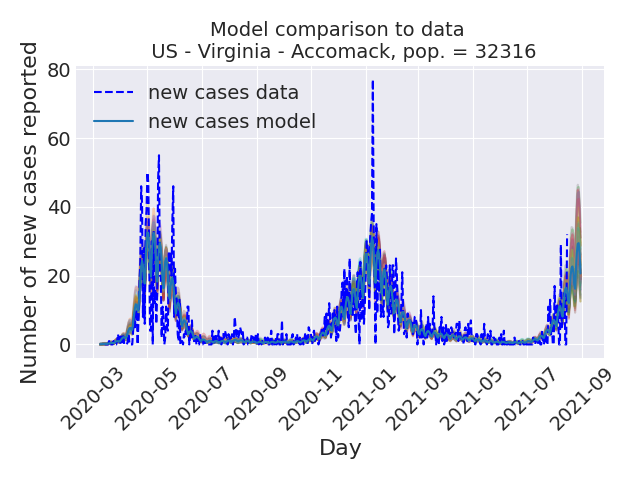 Model comparison to data
US - Virginia - Accomack, pop. = 32316
Number of new cases reported
80
60
40
20
0
new cases data
new cases model
2020-03
2020-05
2020-07
2020-09
2020-11
2021-01
2021-03
2021-05
2021-07
2021-09
Day